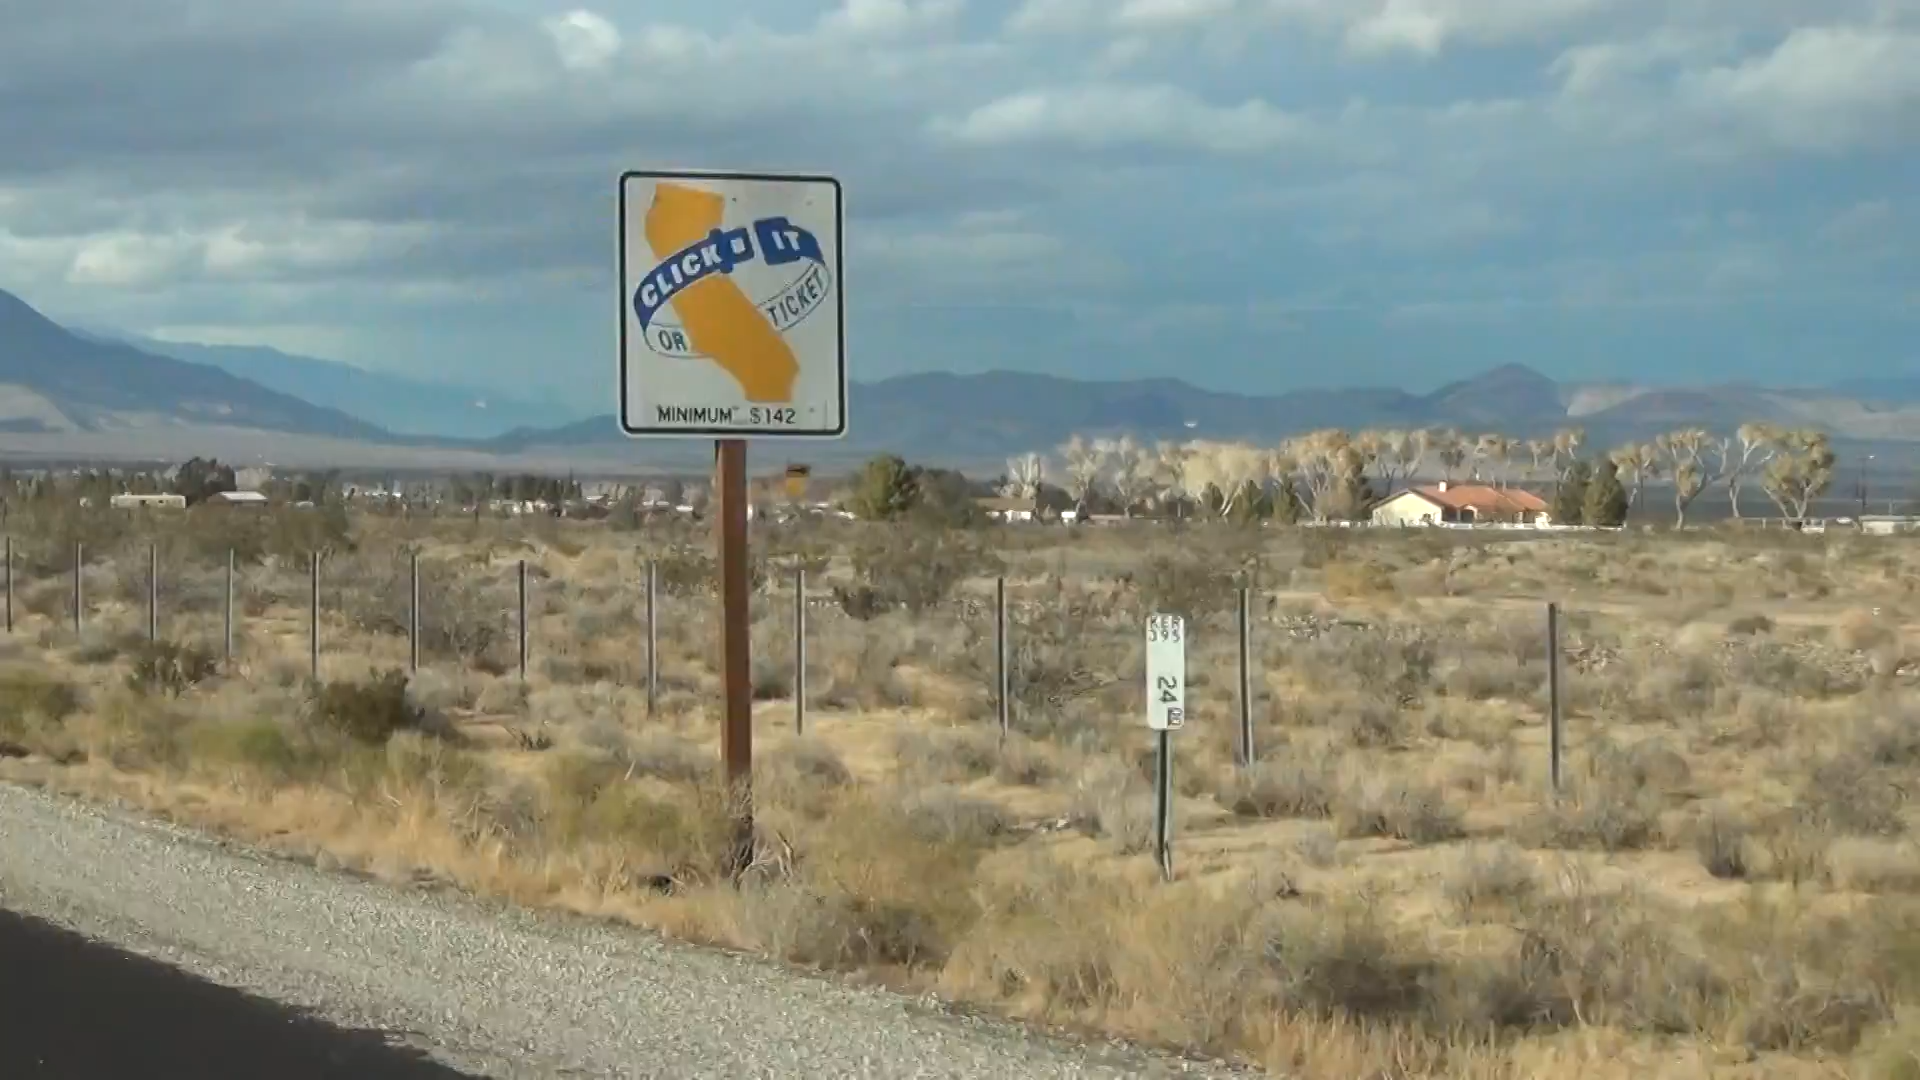 CLICK IT
OR TICKET
MINIMUM $142
KER
395
24